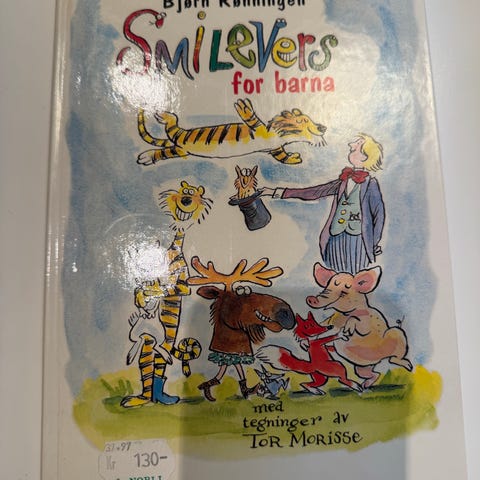 Bjørn Rønningen
SMiLEVERS
for barna
med
tegninger av
TOR MORISSE
Kr 130-